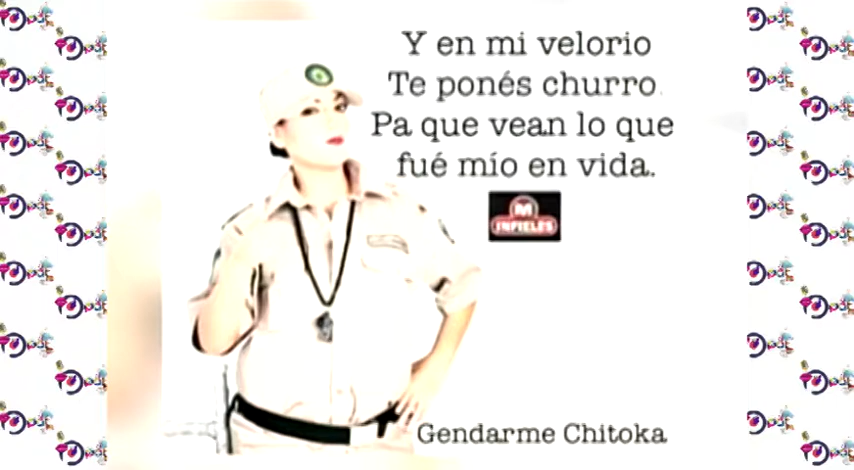 Y en mi velorio
Te ponés churro
Pa que vean lo que
fué mío en vida.
M
INFIELES
Gendarme Chitoka